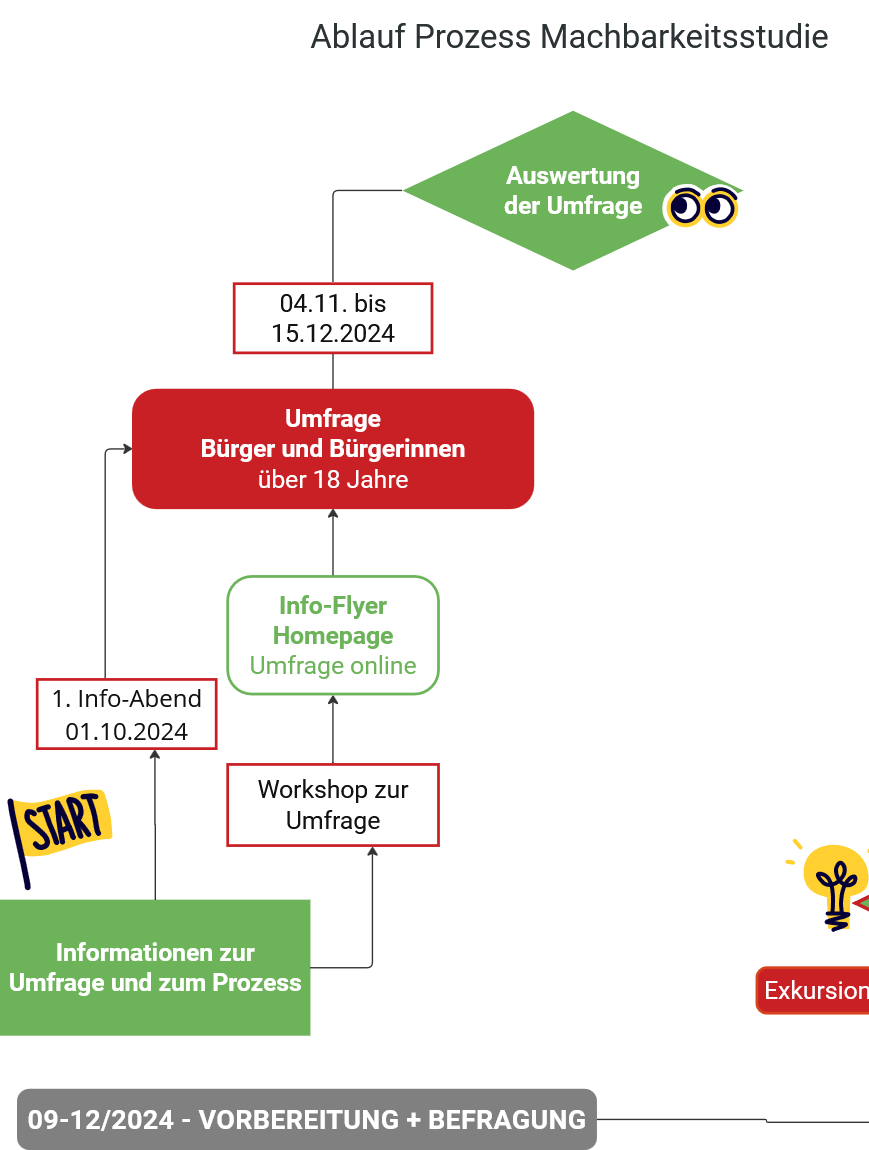 Ablauf Prozess Machbarkeitsstudie
Auswertung
der Umfrage
04.11. bis
15.12.2024
Umfrage
Bürger und Bürgerinnen
über 18 Jahre
Info-Flyer
Homepage
Umfrage online
1. Info-Abend
01.10.2024
Workshop zur
Umfrage
START
Informationen zur
Umfrage und zum Prozess
Exkursion
09-12/2024 - VORBEREITUNG + BEFRAGUNG